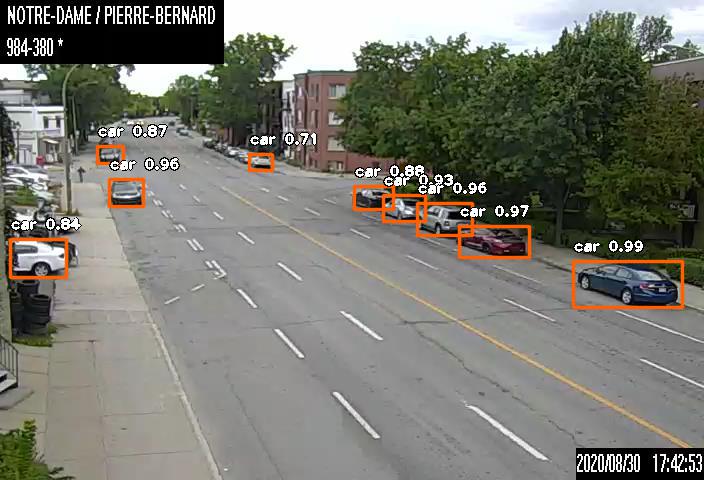 NOTRE-DAME / PIERRE-BERNARD
984-380 *
car 0.87
car 0.71
car 0.96
car 0.88
car 0.93
car 0.96
car 0.97
car 0.84
car 0.99
2020/08/30 17:42:53